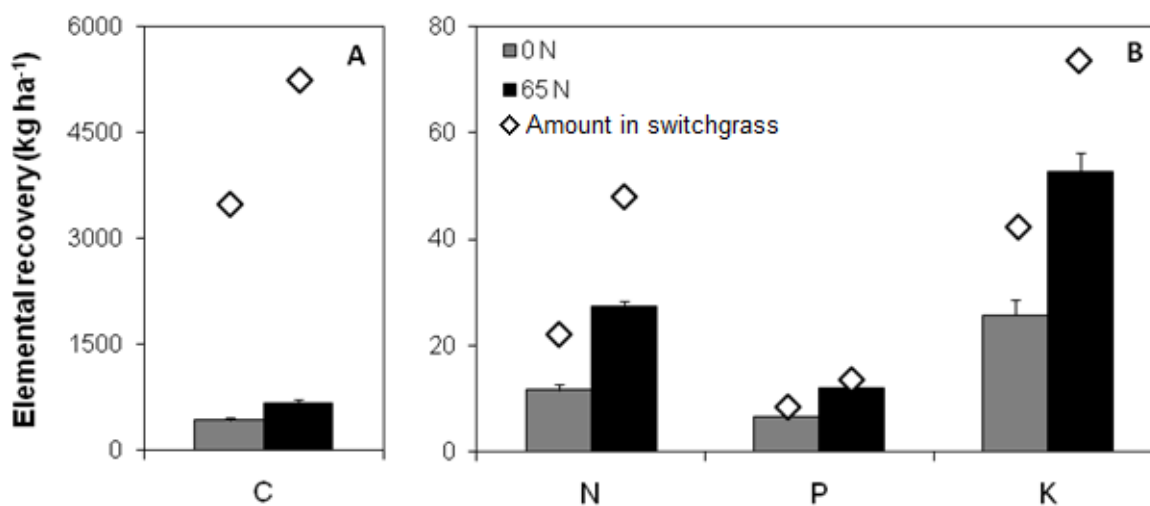 Elemental recovery (kg ha-1)
6000
4500
3000
1500
0
A
C
80
60
40
20
0
B
0 N
65 N
Amount in switchgrass
N P K